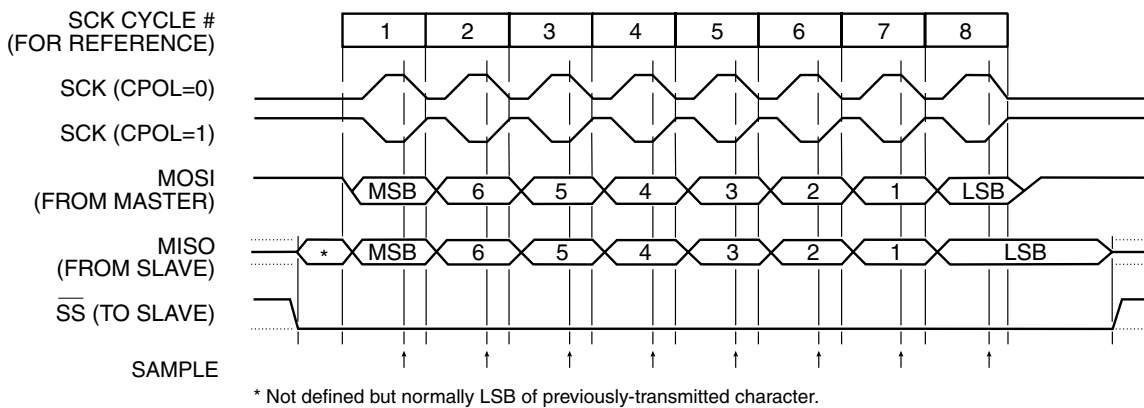 SCK CYCLE #
(FOR REFERENCE)
1 2 3 4 5 6 7 8
SCK (CPOL=0)
SCK (CPOL=1)
MOSI
(FROM MASTER)
MSB 6 5 4 3 2 1 LSB
MISO
(FROM SLAVE)
* MSB 6 5 4 3 2 1 LSB
SS (TO SLAVE)
SAMPLE
* Not defined but normally LSB of previously-transmitted character.